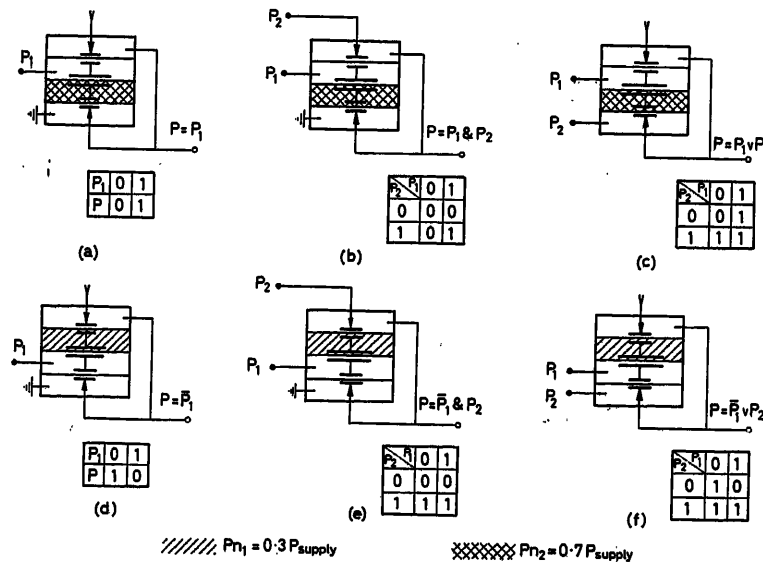 P₂
P₁
P₁
P₁
P₂
P=P₁
P=P₁ & P₂
P=P₁vP
P₁ 0 1
P 0 1
P₂ P₁ 0 1
0 0 0
1 0 1
P₂ P₁ 0 1
0 0 1
1 1 1
(a)
(b)
(c)
P₂
P₁
P₁
P₁
P₂
P=P̄₁
P=P̄₁ & P₂
P=P̄₁vP₂
P₁ 0 1
P 1 0
P₂ P₁ 0 1
0 0 0
1 1 1
P₂ P₁ 0 1
0 1 0
1 1 1
(d)
(e)
(f)
Pn₁ = 0·3 Psupply
Pn₂ = 0·7 Psupply